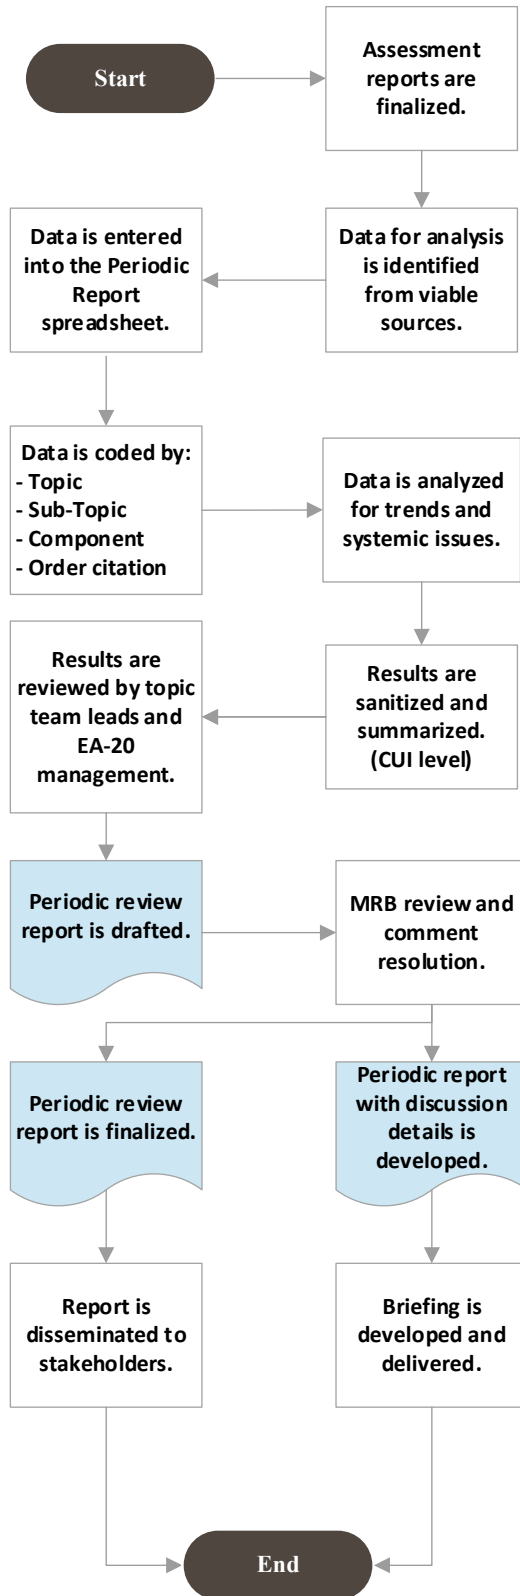 Start
Assessment
reports are
finalized.
Data for analysis
is identified
from viable
sources.
Data is entered
into the Periodic
Report
spreadsheet.
Data is coded by:
- Topic
- Sub-Topic
- Component
- Order citation
Data is analyzed
for trends and
systemic issues.
Results are
sanitized and
summarized.
(CUI level)
Results are
reviewed by topic
team leads and
EA-20
management.
Periodic review
report is drafted.
MRB review and
comment
resolution.
Periodic review
report is finalized.
Periodic report
with discussion
details is
developed.
Report is
disseminated to
stakeholders.
Briefing is
developed and
delivered.
End